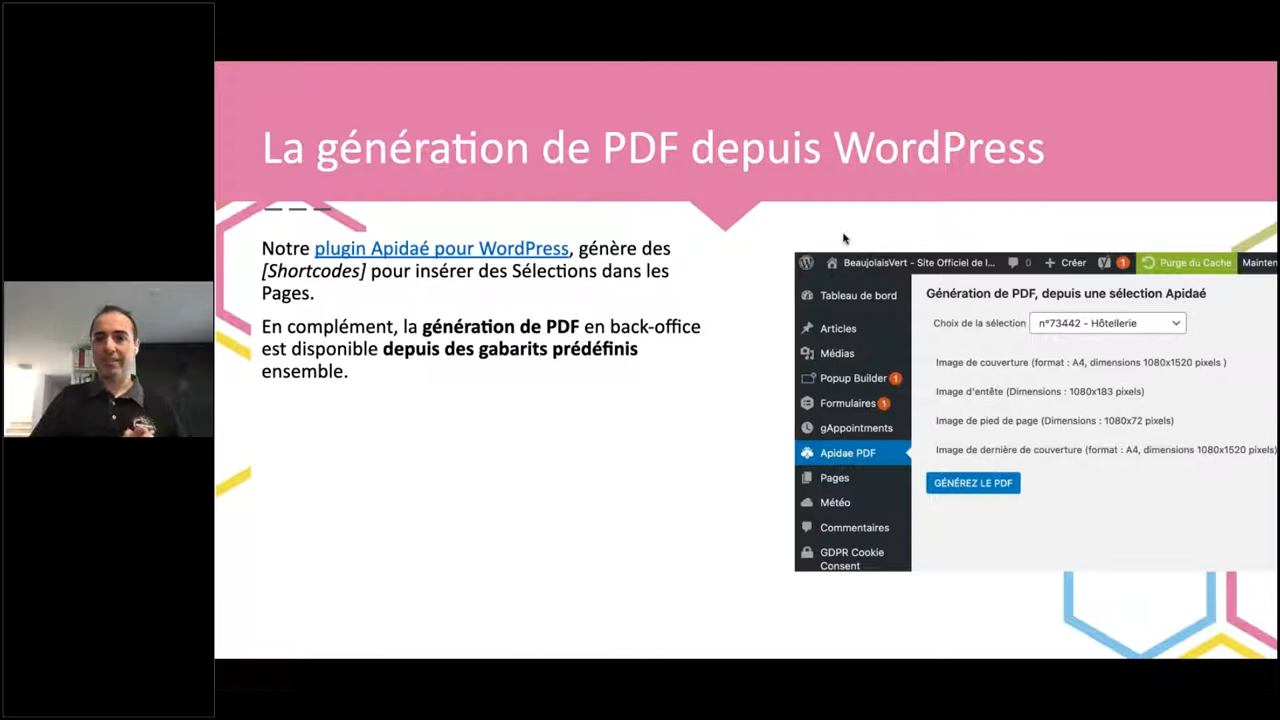 La génération de PDF depuis WordPress
Notre plugin Apidaé pour WordPress, génère des
[Shortcodes] pour insérer des Sélections dans les
Pages.
En complément, la génération de PDF en back-office
est disponible depuis des gabarits prédéfinis
ensemble.
BeaujolaisVert - Site Officiel de l... 0 + Créer 1 Purge du Cache Mainten
Tableau de bord
Articles
Médias
Popup Builder 1
Formulaires 1
gAppointments
Apidae PDF
Pages
Météo
Commentaires
GDPR Cookie
Consent
Génération de PDF, depuis une sélection Apidaé
Choix de la sélection n°73442 - Hôtellerie
Image de couverture (format : A4, dimensions 1080x1520 pixels )
Image d'entête (Dimensions : 1080x183 pixels)
Image de pied de page (Dimensions : 1080x72 pixels)
Image de dernière de couverture (format : A4, dimensions 1080x1520 pixels)
GÉNÉREZ LE PDF